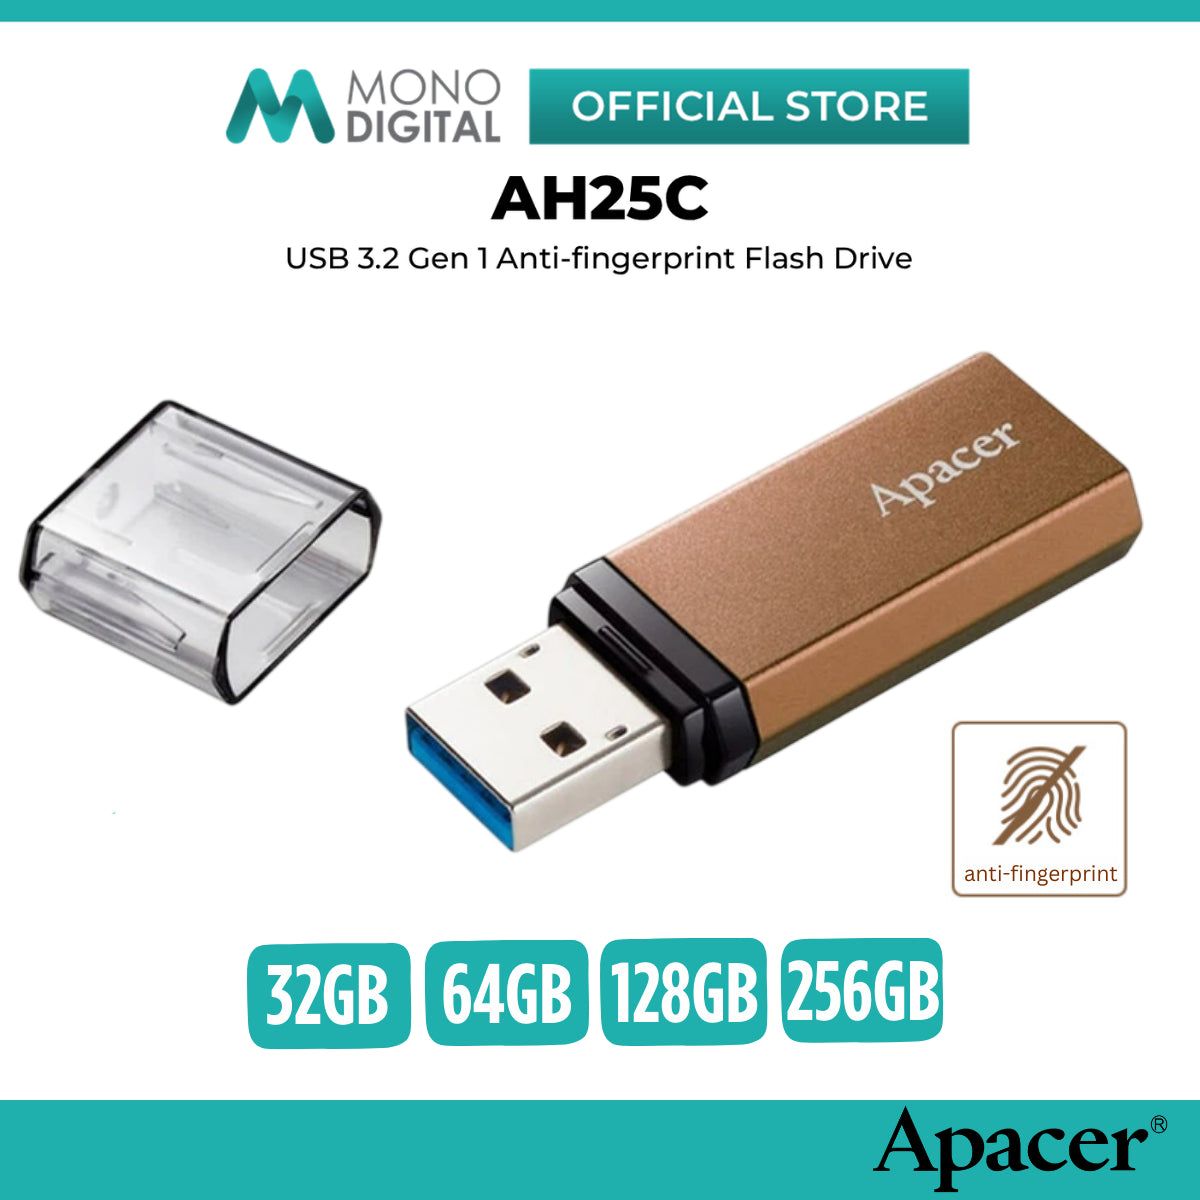 MONO
DIGITAL
OFFICIAL STORE
AH25C
USB 3.2 Gen 1 Anti-fingerprint Flash Drive
Apacer
anti-fingerprint
32GB
64GB
128GB
256GB
Apacer®